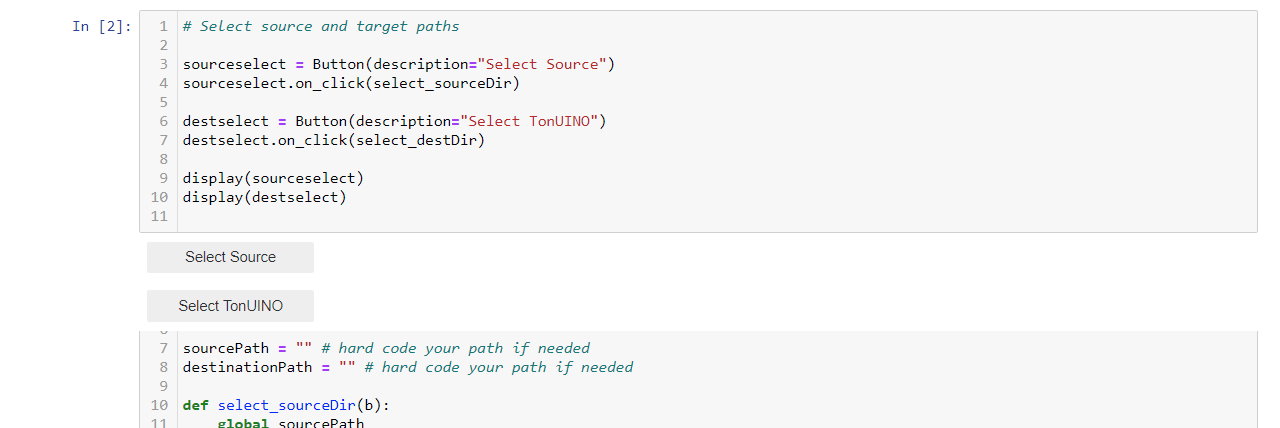 In [2]:
1 # Select source and target paths
2
3 sourceselect = Button(description="Select Source")
4 sourceselect.on_click(select_sourceDir)
5
6 destselect = Button(description="Select TonUINO")
7 destselect.on_click(select_destDir)
8
9 display(sourceselect)
10 display(destselect)
11
Select Source
Select TonUINO
7 sourcePath = "" # hard code your path if needed
8 destinationPath = "" # hard code your path if needed
9
10 def select_sourceDir(b):
11 global sourcePath